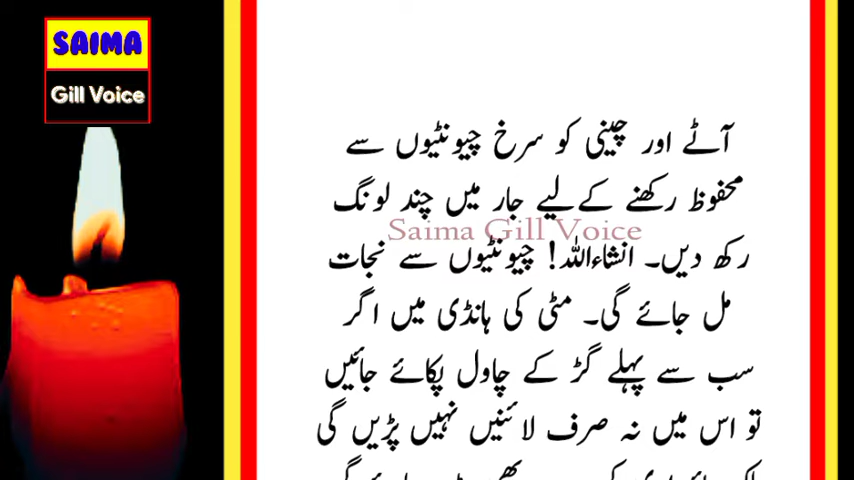 SAIMA
Gill Voice
آٹے اور چینی کو سرخ چیونٹیوں سے
محفوظ رکھنے کےلیے جار میں چند لونگ
Saima Gill Voice
رکھ دیں۔ انشاءاللہ! چیونٹیوں سے نجات
مل جائے گی۔ مٹی کی ہانڈی میں اگر
سب سے پہلے گڑ کے چاول پکائے جائیں
تو اس میں نہ صرف لائنیں نہیں پڑیں گی